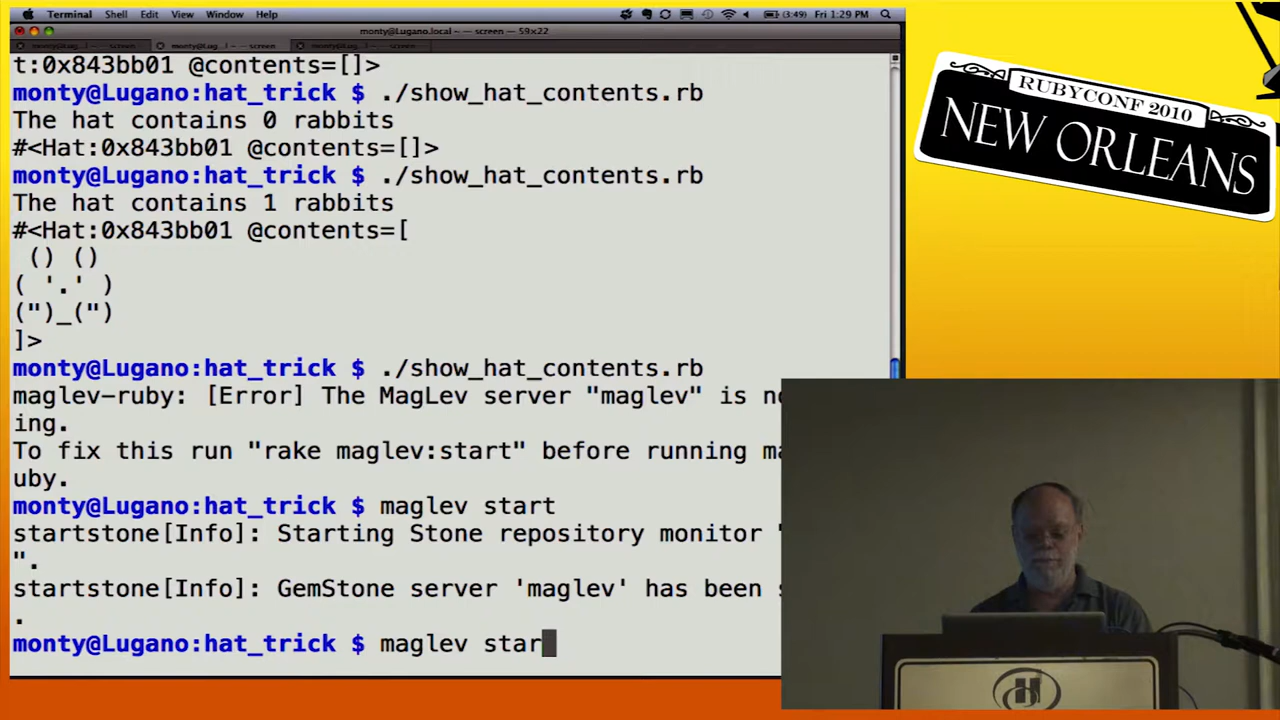 Terminal Shell Edit View Window Help (3:49) Fri 1:29 PM
monty@Lugano.local — screen — 59×22
t:0x843bb01 @contents=[]>
monty@Lugano:hat_trick $ ./show_hat_contents.rb
The hat contains 0 rabbits
#<Hat:0x843bb01 @contents=[]>
monty@Lugano:hat_trick $ ./show_hat_contents.rb
The hat contains 1 rabbits
#<Hat:0x843bb01 @contents=[
() ()
( '.' )
(")_(")
]>
monty@Lugano:hat_trick $ ./show_hat_contents.rb
maglev-ruby: [Error] The MagLev server "maglev" is
ing.
To fix this run "rake maglev:start" before running
uby.
monty@Lugano:hat_trick $ maglev start
startstone[Info]: Starting Stone repository monitor "
".
startstone[Info]: GemStone server 'maglev' has been
.
monty@Lugano:hat_trick $ maglev star
RUBYCONF 2010
NEW ORLEANS